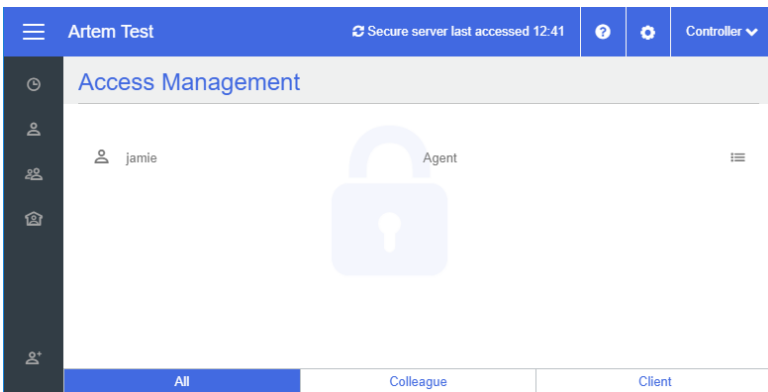 Artem Test
Secure server last accessed 12:41
Controller
Access Management
jamie Agent
All Colleague Client